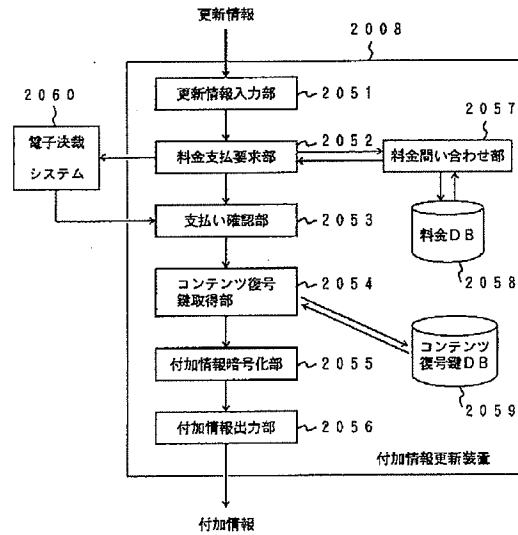 更新情報
2008
2060
更新情報入力部
2051
2057
電子決裁
システム
料金支払要求部
2052
料金問い合わせ部
支払い確認部
2053
料金DB
2058
コンテンツ復号
鍵取得部
2054
コンテンツ
復号鍵DB
2059
付加情報暗号化部
2055
付加情報出力部
2056
付加情報更新装置
付加情報